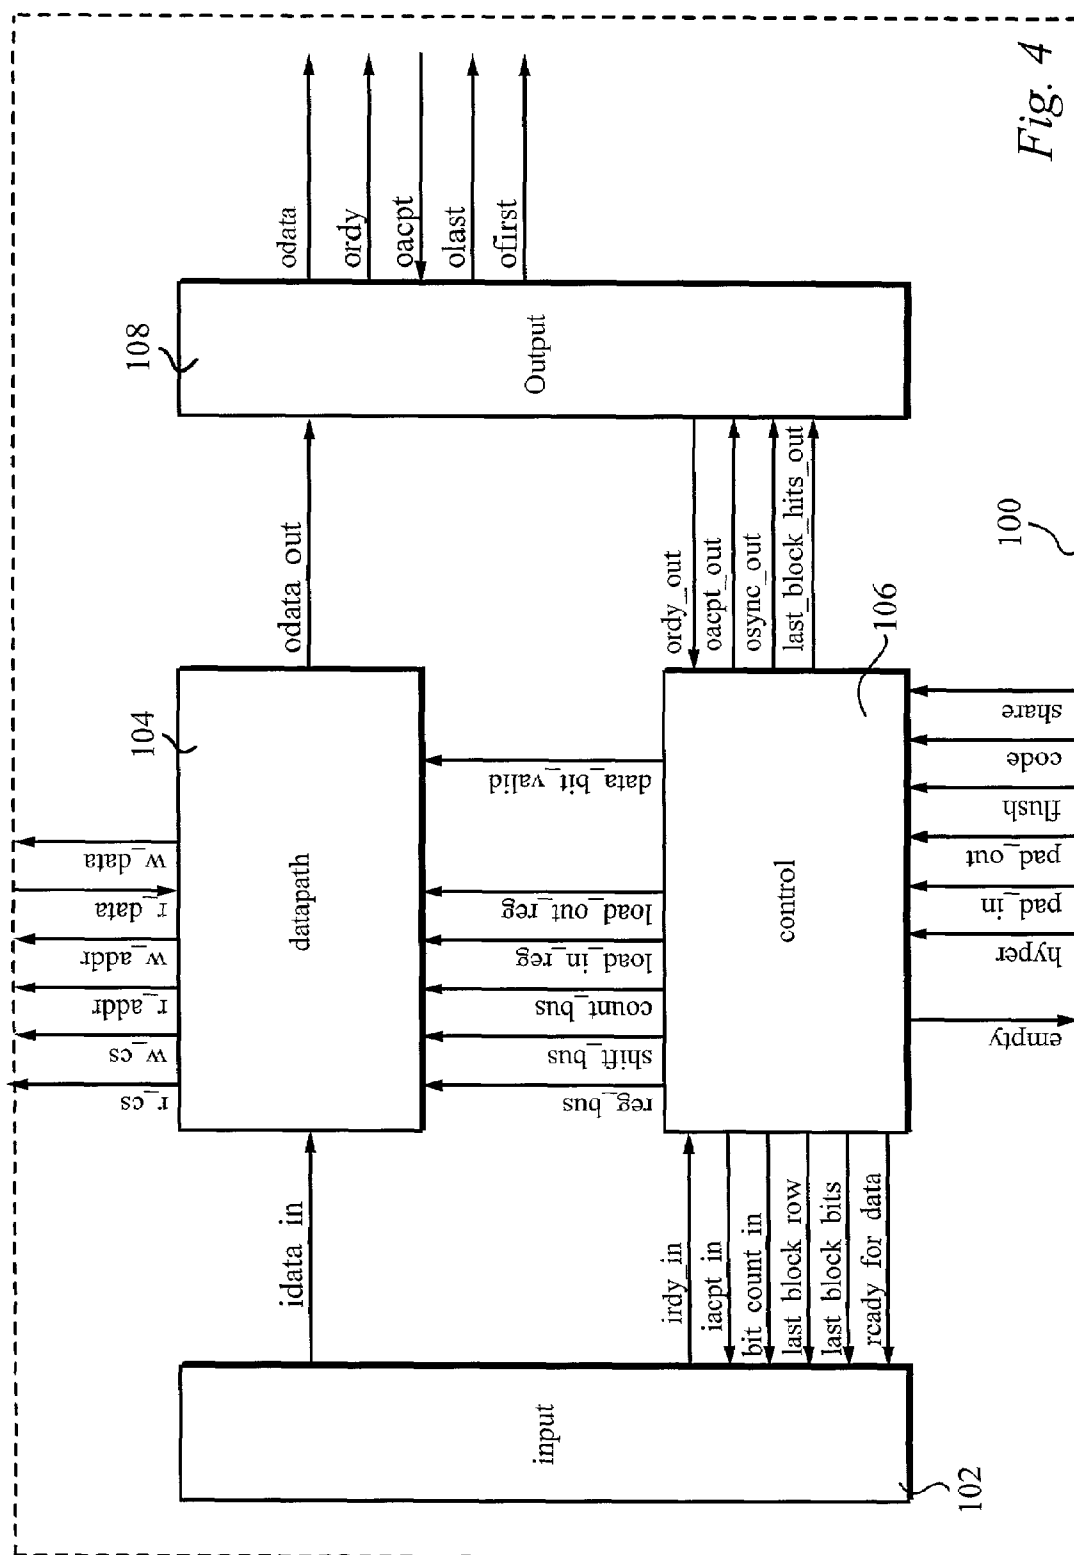 odata
ordy
oacpt
olast
ofirst
Fig. 4
108
Output
odata_out
ordy_out
oacpt_out
osync_out
last_block_hits_out
100
104
datapath
w_data
r_data
w_addr
r_addr
w_cs
r_cs
data_bit_valid
load_out_reg
load_in_reg
count_bus
shift_bus
reg_bus
106
control
share
code
flush
pad_out
pad_in
hyper
empty
idata_in
irdy_in
iacpt_in
bit_count_in
last_block_row
last_block_bits
ready_for_data
input
102